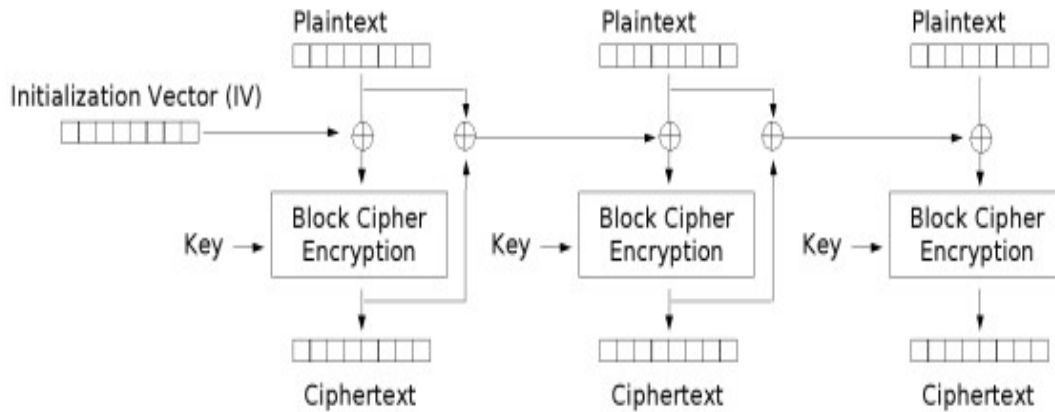 Plaintext
Plaintext
Plaintext
Initialization Vector (IV)
Block Cipher
Encryption
Key
Block Cipher
Encryption
Key
Block Cipher
Encryption
Key
Ciphertext
Ciphertext
Ciphertext